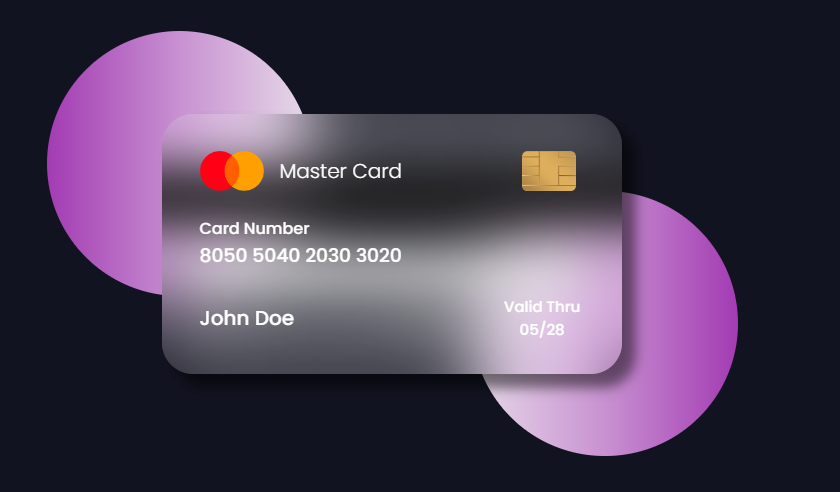 Master Card
Card Number
8050 5040 2030 3020
John Doe
Valid Thru
05/28